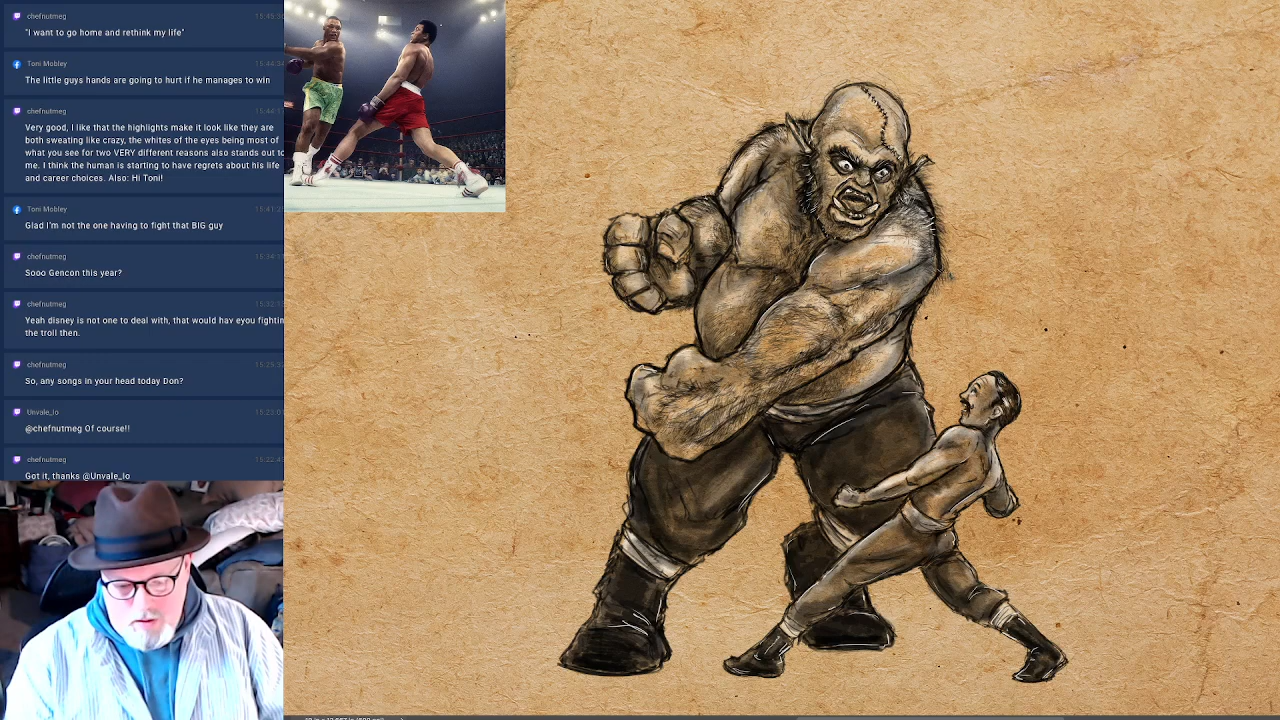 chefnutmeg
"I want to go home and rethink my life"
Toni Mobley
The little guys hands are going to hurt if he manages to win
chefnutmeg
Very good, I like that the highlights make it look like they are
both sweating like crazy, the whites of the eyes being most of
what you see for two VERY different reasons also stands out to
me. I think the human is starting to have regrets about his life
and career choices. Also: Hi Toni!
Toni Mobley
Glad I'm not the one having to fight that BIG guy
chefnutmeg
Sooo Gencon this year?
chefnutmeg
Yeah disney is not one to deal with, that would hav eyou fightin
the troll then.
chefnutmeg
So, any songs in your head today Don?
Unvale_Io
@chefnutmeg Of course!!
chefnutmeg
Got it, thanks @Unvale_Io